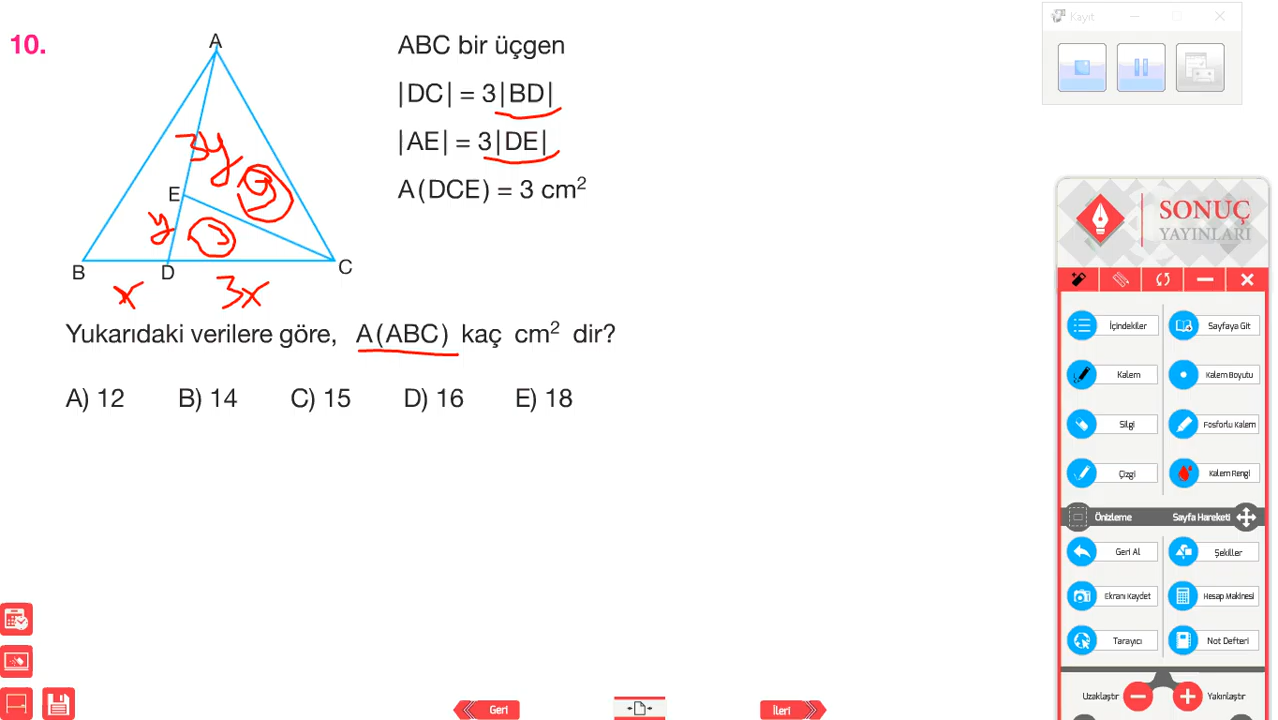 10.
A
ABC bir üçgen
|DC| = 3|BD|
|AE| = 3|DE|
A(DCE) = 3 cm²
3y
9
E
y
3
B
D
C
x
3x
Yukarıdaki verilere göre, A(ABC) kaç cm² dir?
A) 12 B) 14 C) 15 D) 16 E) 18
Kayıt
SONUÇ
YAYINLARI
İçindekiler
Sayfaya Git
Kalem
Kalem Boyutu
Silgi
Fosforlu Kalem
Çizgi
Kalem Rengi
Önizleme
Sayfa Hareketi
Geri Al
Şekiller
Ekranı Kaydet
Hesap Makinesi
Tarayıcı
Not Defteri
Uzaklaştır
Yakınlaştır
Geri
İleri